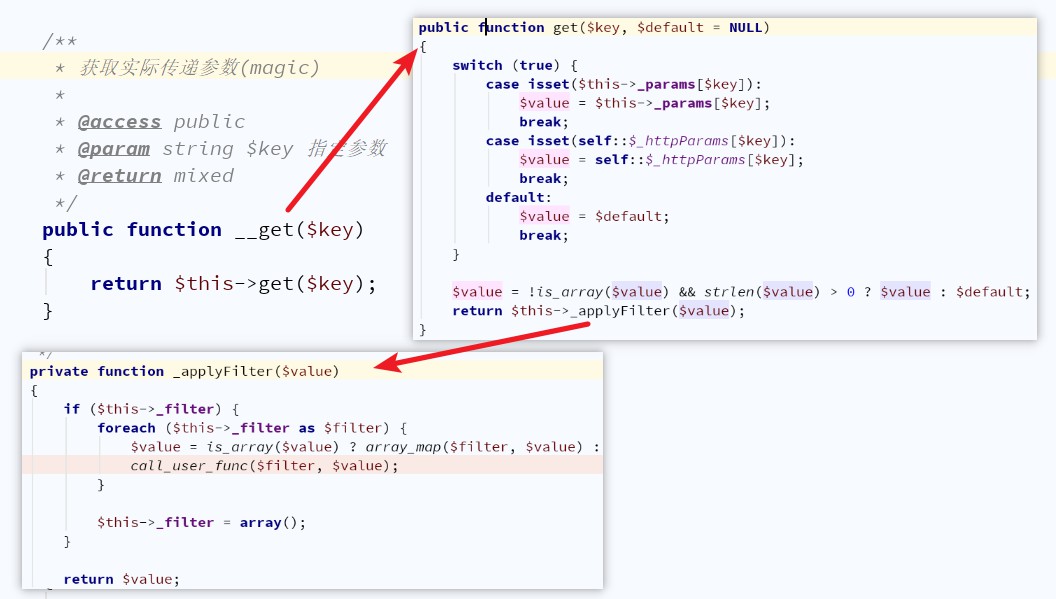 /**
* 获取实际传递参数(magic)
*
* @access public
* @param string $key 指定参数
* @return mixed
*/
public function __get($key)
{
return $this->get($key);
}
public function get($key, $default = NULL)
{
switch (true) {
case isset($this->_params[$key]):
$value = $this->_params[$key];
break;
case isset(self::$_httpParams[$key]):
$value = self::$_httpParams[$key];
break;
default:
$value = $default;
break;
}
$value = !is_array($value) && strlen($value) > 0 ? $value : $default;
return $this->_applyFilter($value);
}
*/
private function _applyFilter($value)
{
if ($this->_filter) {
foreach ($this->_filter as $filter) {
$value = is_array($value) ? array_map($filter, $value) :
call_user_func($filter, $value);
}
$this->_filter = array();
}
return $value;